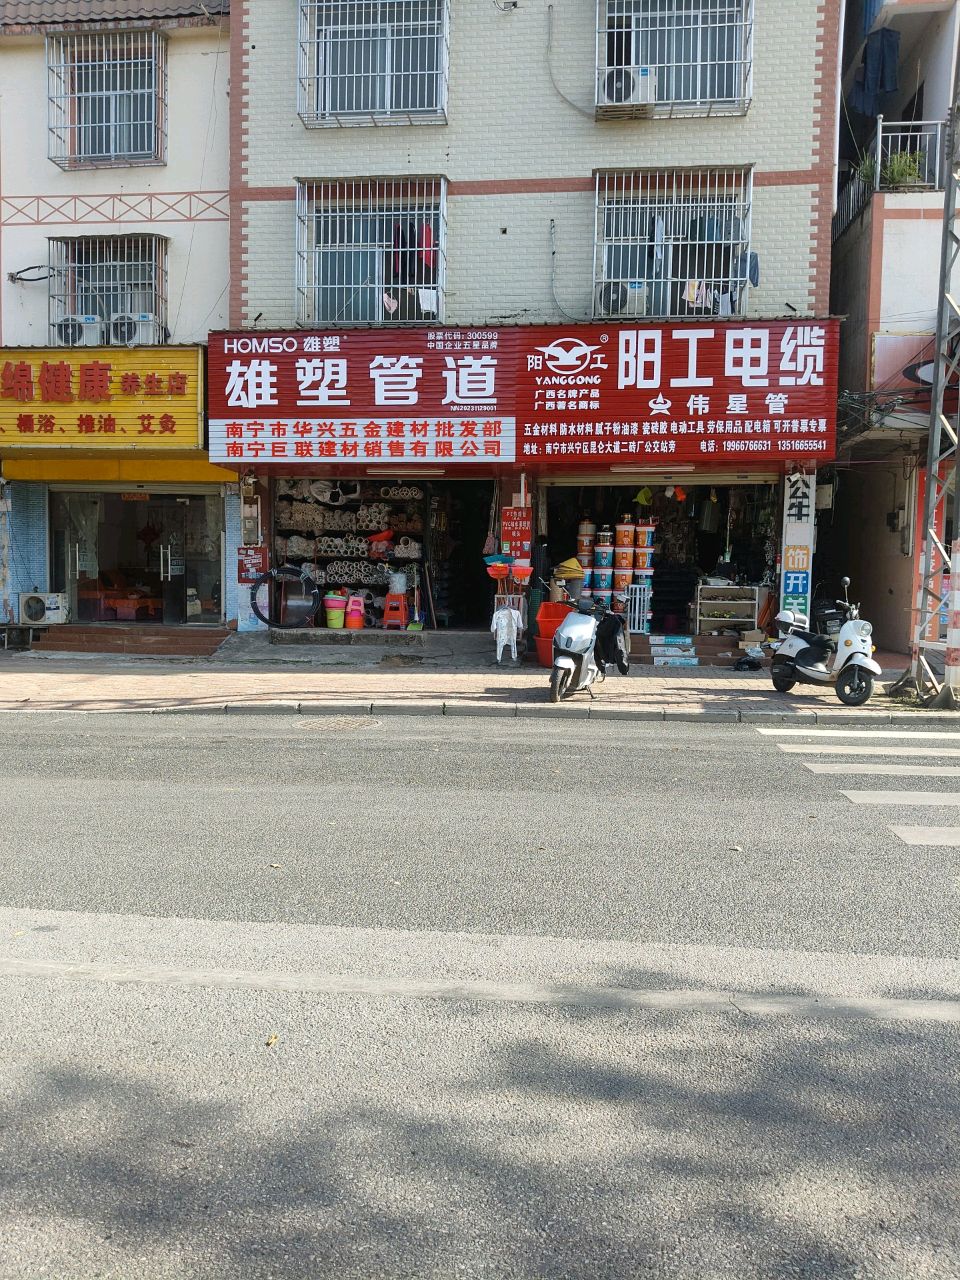 绵健康 养生店
、桶浴、推油、艾灸
HOMSO 雄塑®
股票代码：300599
中国企业五星品牌
雄塑管道
NN20231129001
南宁市华兴五金建材批发部
南宁巨联建材销售有限公司
阳工®
YANGGONG
广西名牌产品
广西著名商标
阳工电缆
伟星管
五金材料 防水材料 腻子粉油漆 瓷砖胶 电动工具 劳保用品 配电箱 可开普票专票
地址：南宁市兴宁区昆仑大道二砖厂公交站旁 电话：19966766631 13516655541
公牛
装饰开关